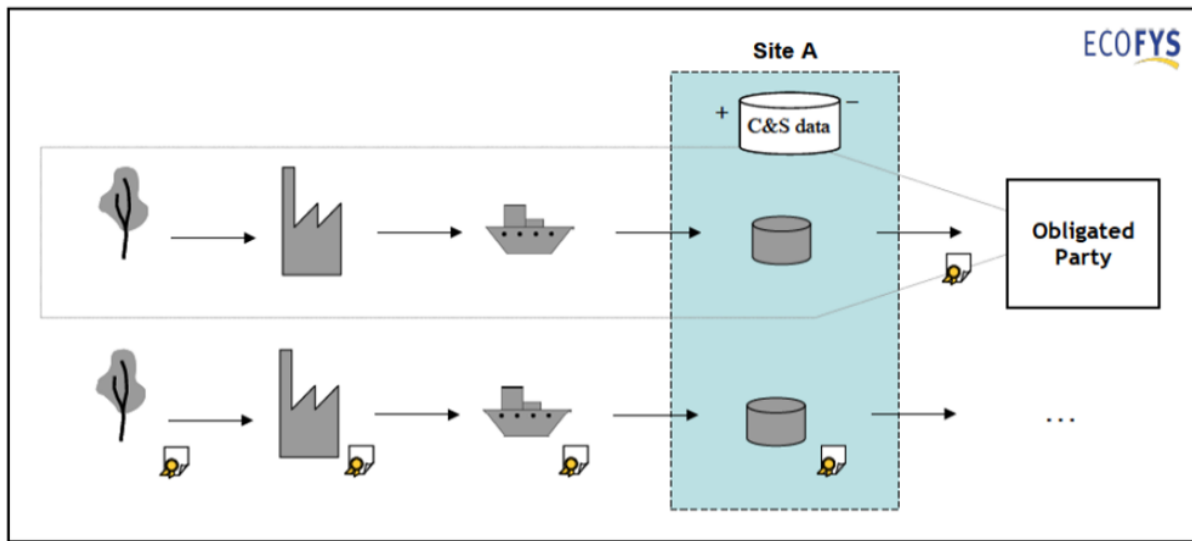 ECOFYS
Site A
+
C&S data
−
Obligated
Party
...